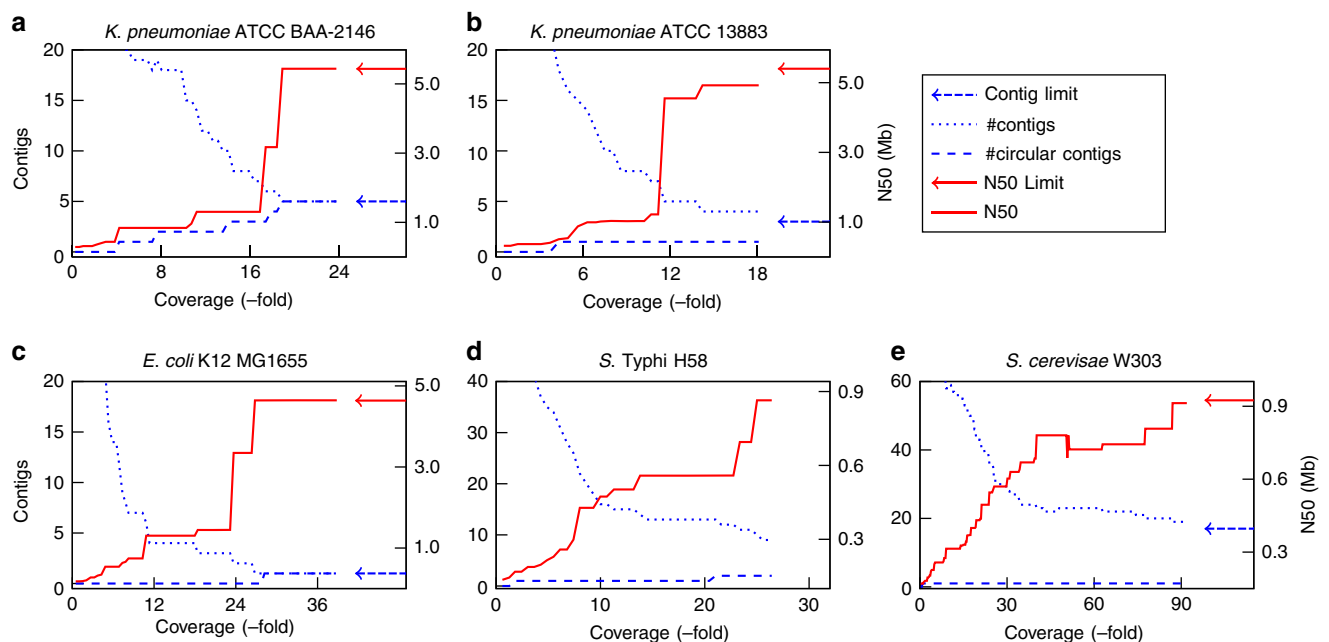 a
K. pneumoniae ATCC BAA-2146
20
15
10
5
0
Contigs
5.0
3.0
1.0
0 8 16 24
Coverage (–fold)
b
K. pneumoniae ATCC 13883
20
15
10
5
0
5.0
3.0
1.0
N50 (Mb)
0 6 12 18
Coverage (–fold)
Contig limit
#contigs
#circular contigs
N50 Limit
N50
c
E. coli K12 MG1655
20
15
10
5
0
Contigs
5.0
3.0
1.0
0 12 24 36
Coverage (–fold)
d
S. Typhi H58
40
30
20
10
0
0.9
0.6
0.3
0 10 20 30
Coverage (–fold)
e
S. cerevisae W303
60
40
20
0
0.9
0.6
0.3
N50 (Mb)
0 30 60 90
Coverage (–fold)